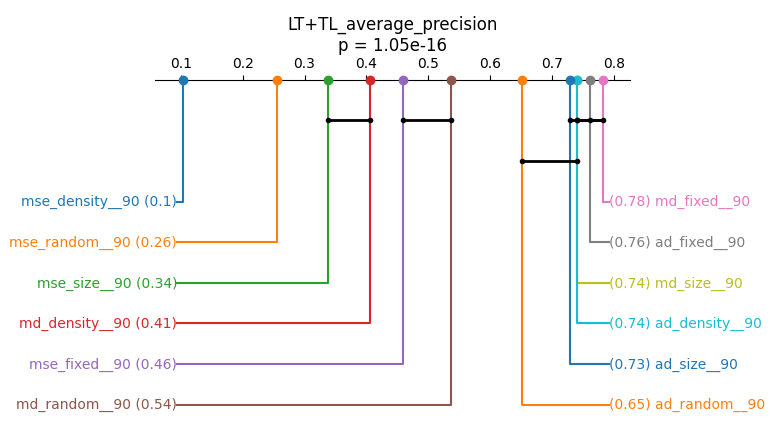 LT+TL_average_precision
p = 1.05e-16
0.1 0.2 0.3 0.4 0.5 0.6 0.7 0.8
mse_density__90 (0.1)
(0.78) md_fixed__90
mse_random__90 (0.26)
(0.76) ad_fixed__90
mse_size__90 (0.34)
(0.74) md_size__90
md_density__90 (0.41)
(0.74) ad_density__90
mse_fixed__90 (0.46)
(0.73) ad_size__90
md_random__90 (0.54)
(0.65) ad_random__90